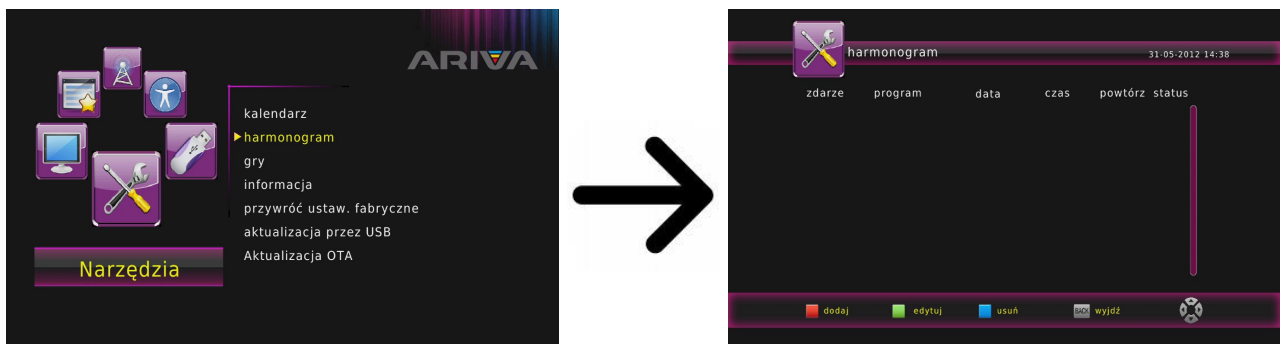 ARIVA
kalendarz
harmonogram
gry
informacja
przywróć ustaw. fabryczne
aktualizacja przez USB
Aktualizacja OTA
Narzędzia
harmonogram
31-05-2012 14:38
zdarze program data czas powtórz status
dodaj edytuj usuń BACK wyjdź